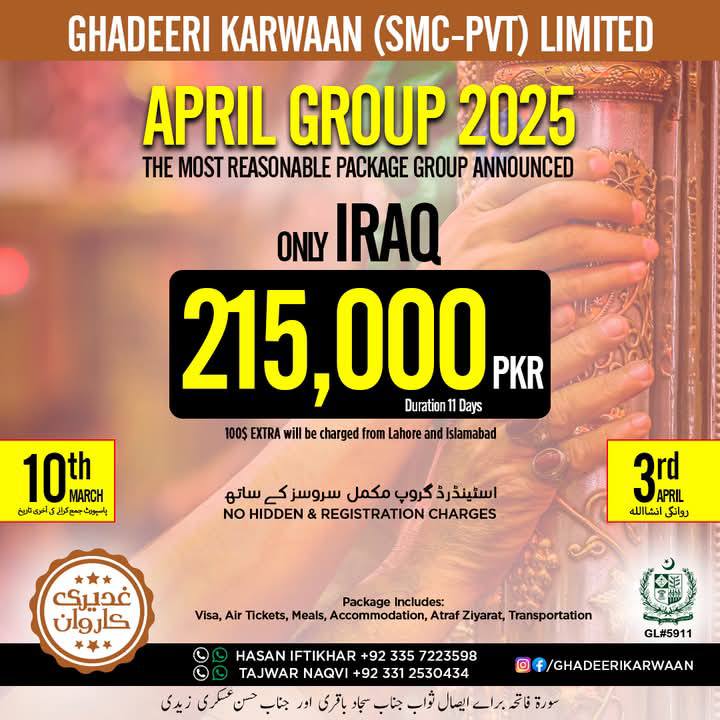 GHADEERI KARWAAN (SMC-PVT) LIMITED
APRIL GROUP 2025
THE MOST REASONABLE PACKAGE GROUP ANNOUNCED
ONLY IRAQ
215,000 PKR
Duration 11 Days
100$ EXTRA will be charged from Lahore and Islamabad
10th
MARCH
پاسپورٹ جمع کرانے کی آخری تاریخ
اسٹینڈرڈ گروپ مکمل سروسز کے ساتھ
NO HIDDEN & REGISTRATION CHARGES
3rd
APRIL
روانگی انشااللہ
غدیری
کاروان
Package Includes:
Visa, Air Tickets, Meals, Accommodation, Atraf Ziyarat, Transportation
GL#5911
HASAN IFTIKHAR +92 335 7223598
TAJWAR NAQVI +92 331 2530434
/GHADEERIKARWAAN
سورۃ فاتحہ براے ایصال ثواب جناب سجاد باقری اور جناب حسن عسکری زیدی